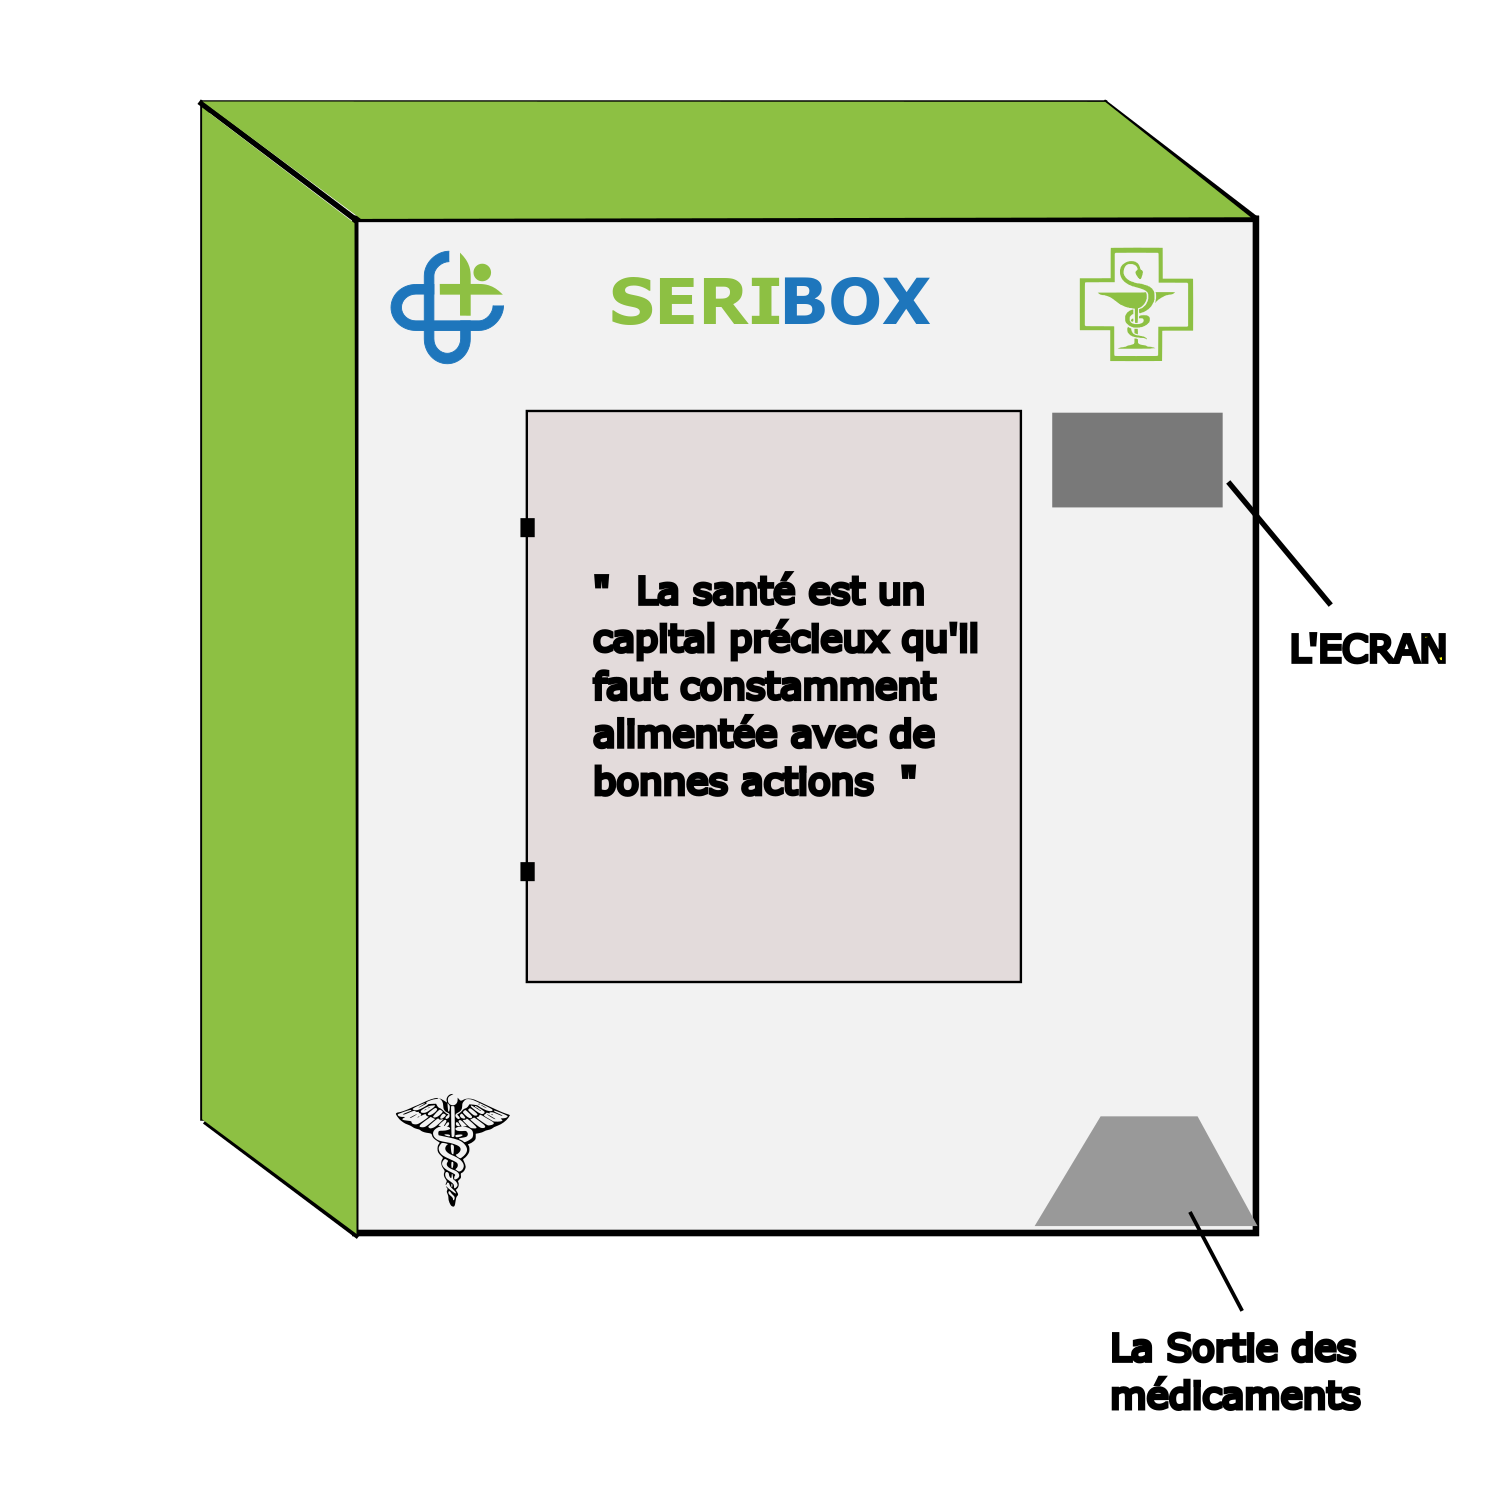 SERIBOX
" La santé est un
capital précieux qu'il
faut constamment
alimentée avec de
bonnes actions "
L'ECRAN
La Sortie des
médicaments